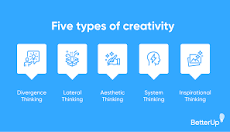 Five types of creativity
Divergence
Thinking
Lateral
Thinking
Aesthetic
Thinking
System
Thinking
Inspirational
Thinking
BetterUp